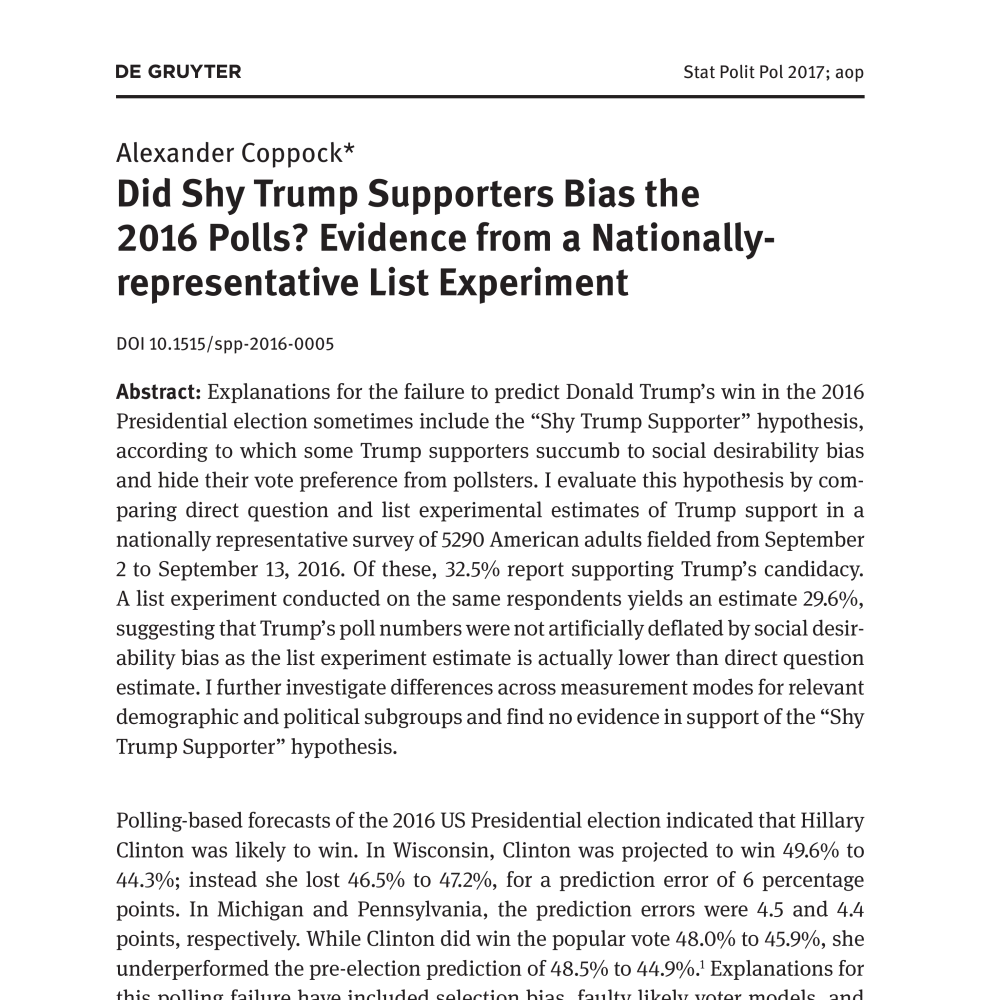 DE GRUYTER
Stat Polit Pol 2017; aop
Alexander Coppock*
Did Shy Trump Supporters Bias the
2016 Polls? Evidence from a Nationally-
representative List Experiment
DOI 10.1515/spp-2016-0005
Abstract: Explanations for the failure to predict Donald Trump’s win in the 2016
Presidential election sometimes include the “Shy Trump Supporter” hypothesis,
according to which some Trump supporters succumb to social desirability bias
and hide their vote preference from pollsters. I evaluate this hypothesis by com-
paring direct question and list experimental estimates of Trump support in a
nationally representative survey of 5290 American adults fielded from September
2 to September 13, 2016. Of these, 32.5% report supporting Trump’s candidacy.
A list experiment conducted on the same respondents yields an estimate 29.6%,
suggesting that Trump’s poll numbers were not artificially deflated by social desir-
ability bias as the list experiment estimate is actually lower than direct question
estimate. I further investigate differences across measurement modes for relevant
demographic and political subgroups and find no evidence in support of the “Shy
Trump Supporter” hypothesis.
Polling-based forecasts of the 2016 US Presidential election indicated that Hillary
Clinton was likely to win. In Wisconsin, Clinton was projected to win 49.6% to
44.3%; instead she lost 46.5% to 47.2%, for a prediction error of 6 percentage
points. In Michigan and Pennsylvania, the prediction errors were 4.5 and 4.4
points, respectively. While Clinton did win the popular vote 48.0% to 45.9%, she
underperformed the pre-election prediction of 48.5% to 44.9%.¹ Explanations for
this polling failure have included selection bias, faulty likely voter models, and